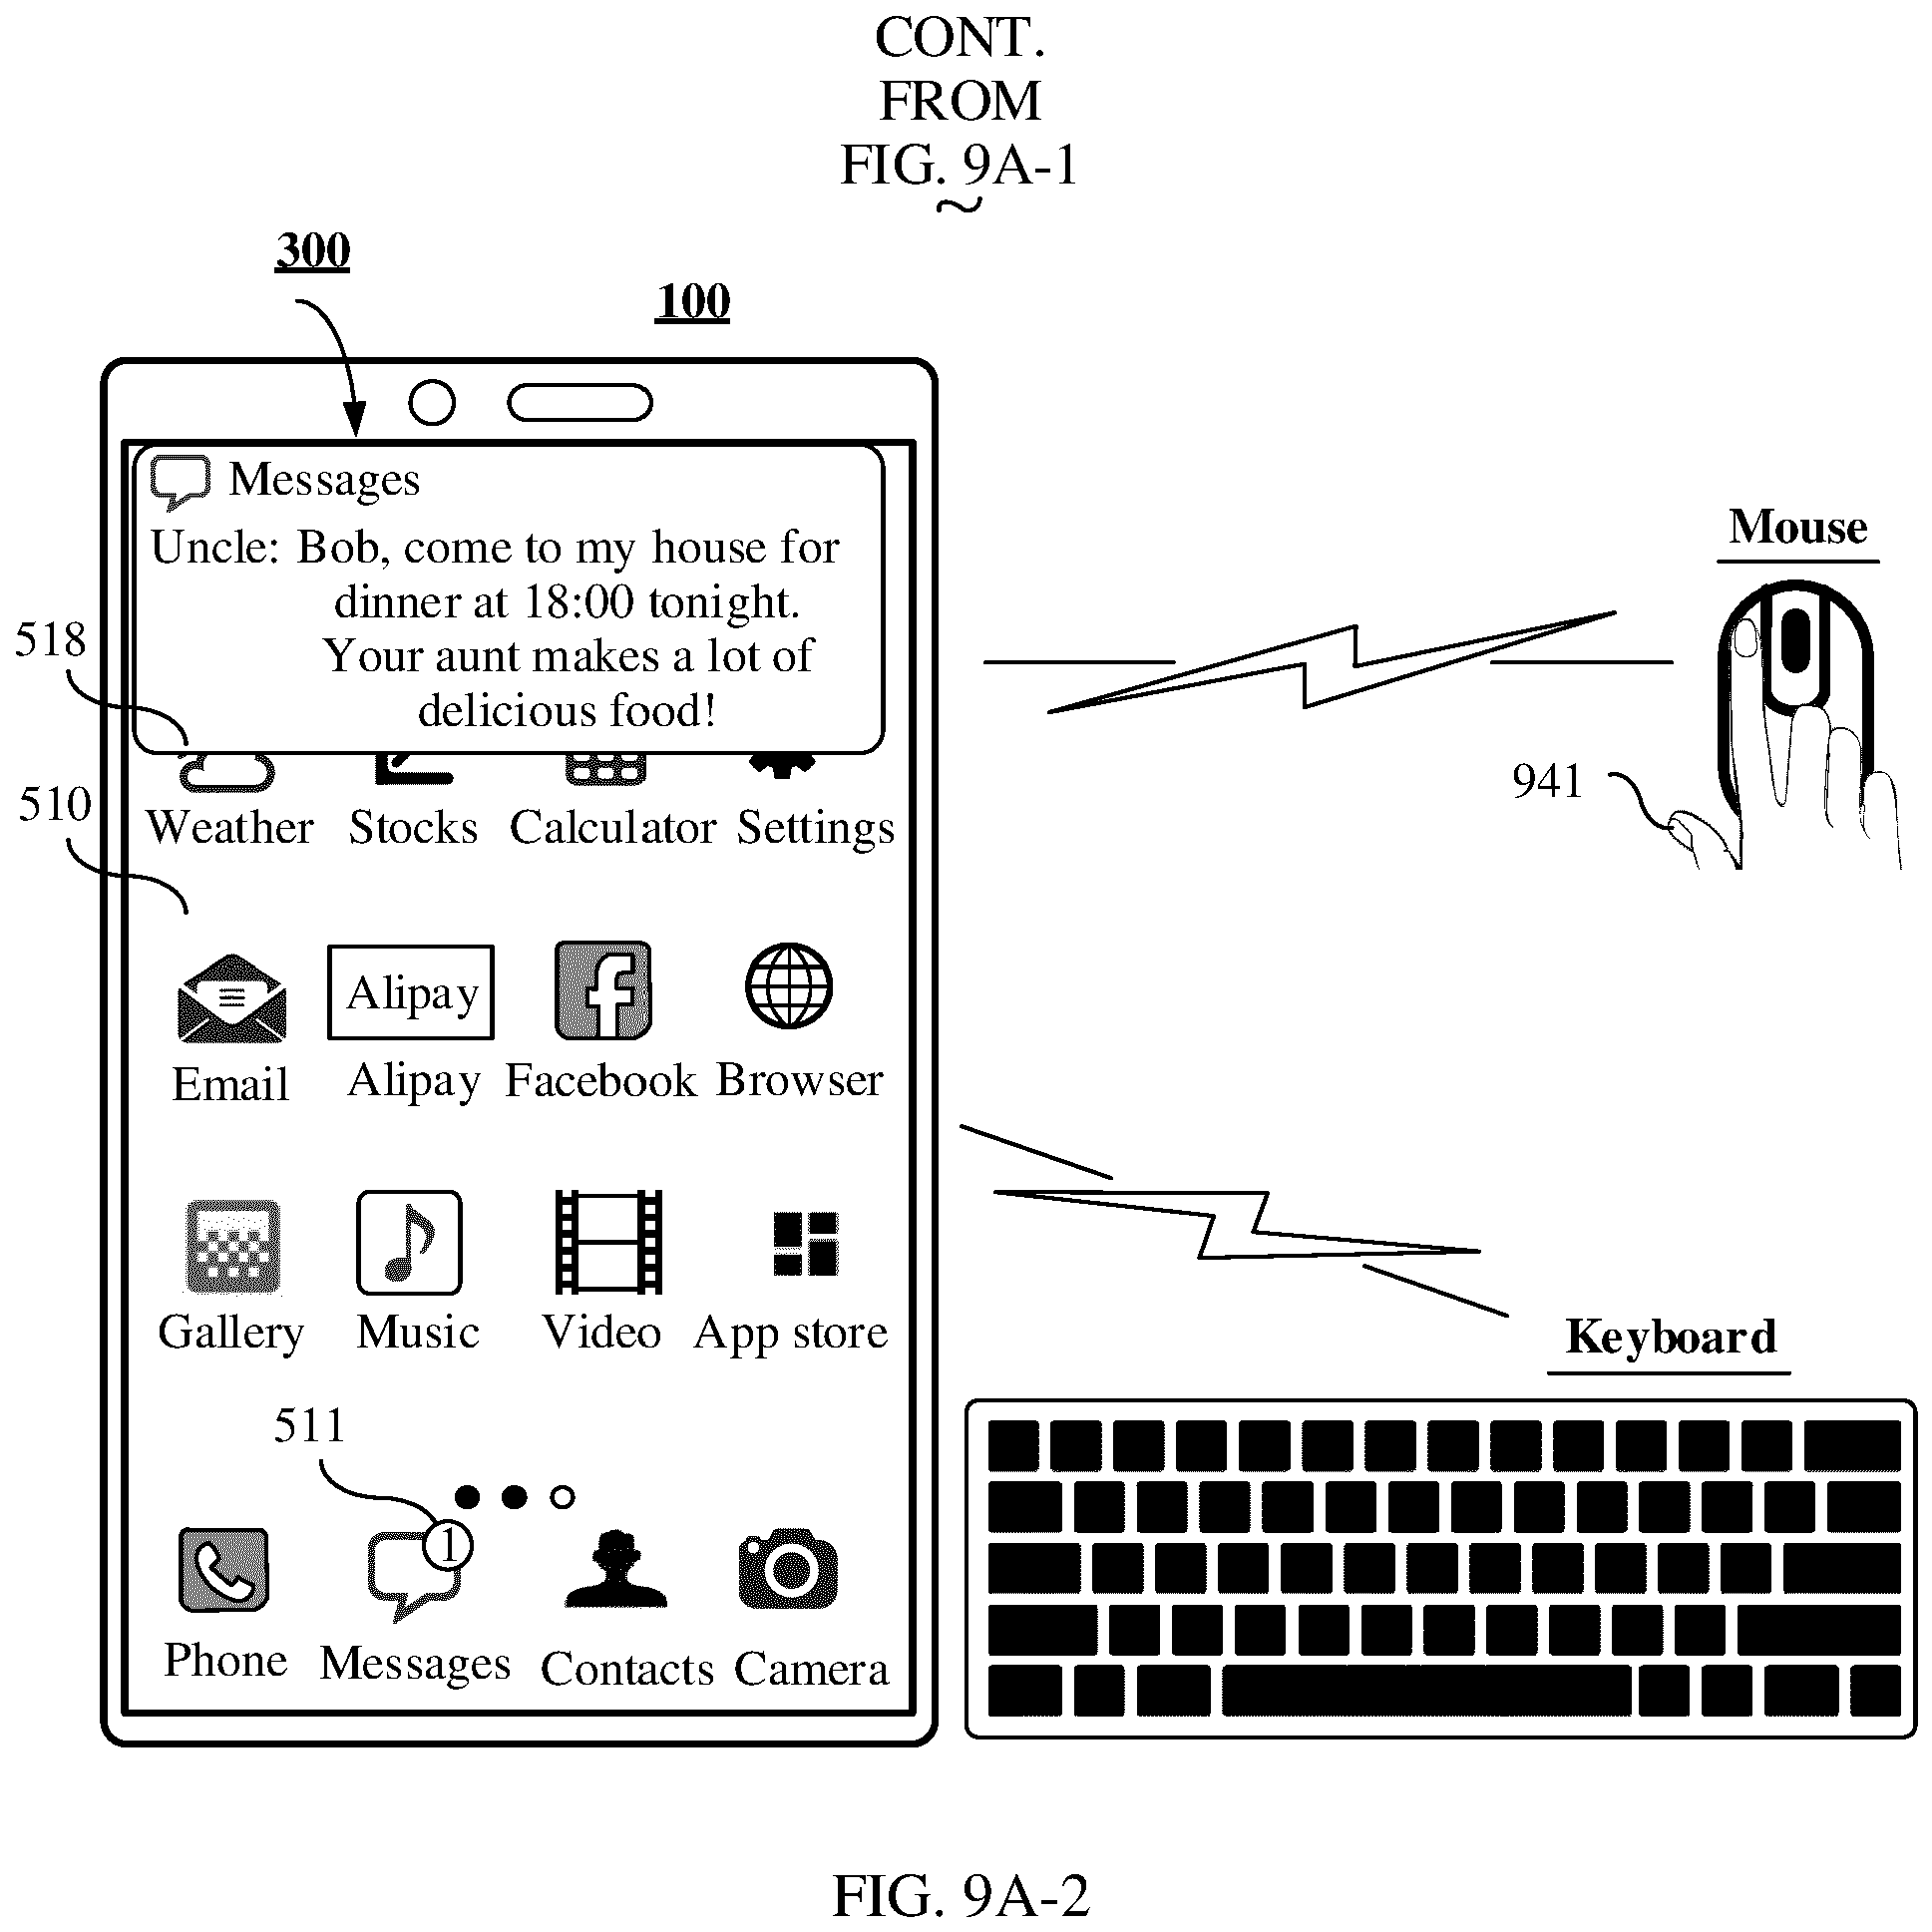 CONT.
FROM
FIG. 9A-1
300
100
Messages
Uncle: Bob, come to my house for
dinner at 18:00 tonight.
Your aunt makes a lot of
delicious food!
Mouse
518
941
510
Weather Stocks Calculator Settings
Alipay
Email Alipay Facebook Browser
Gallery Music Video App store
Keyboard
511
1
Phone Messages Contacts Camera
FIG. 9A-2